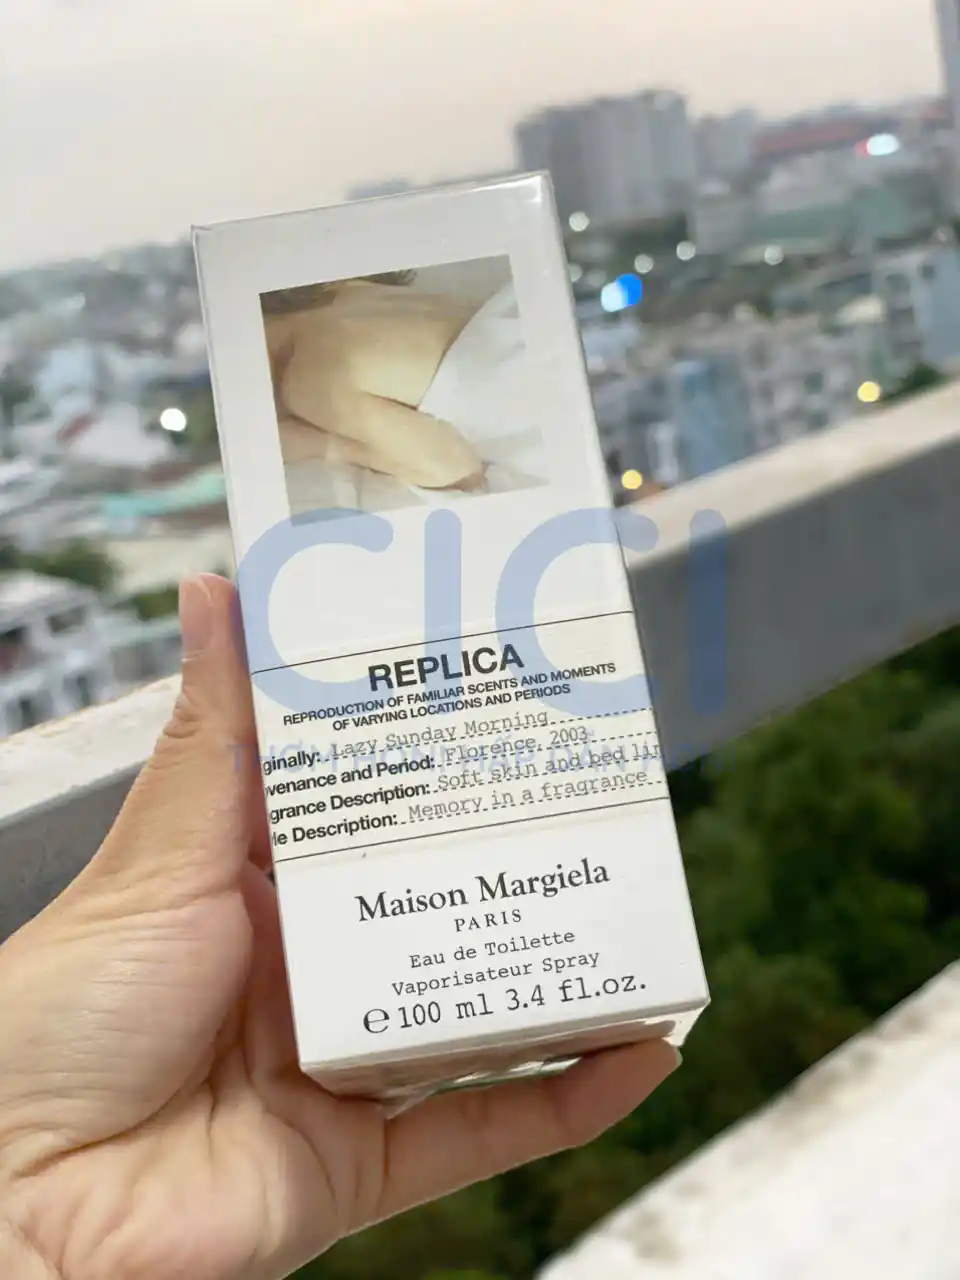 REPLICA
REPRODUCTION OF FAMILIAR SCENTS AND MOMENTS
OF VARYING LOCATIONS AND PERIODS
ginally: Lazy Sunday Morning
venance and Period: Florence, 2003
grance Description: Soft skin and bed lin
le Description: Memory in a fragrance
Maison Margiela
PARIS
Eau de Toilette
Vaporisateur Spray
e 100 ml 3.4 fl.oz.
CICI